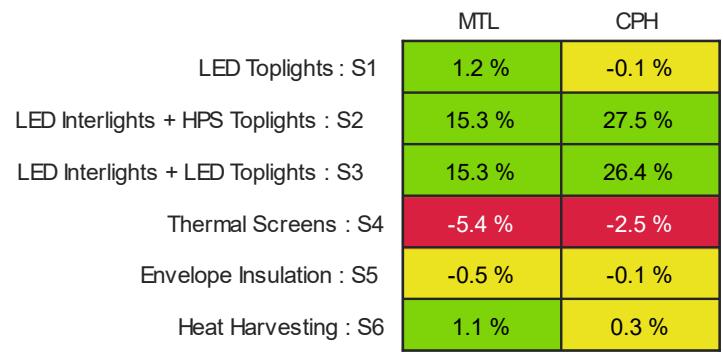 MTL CPH
LED Toplights : S1 1.2 % -0.1 %
LED Interlights + HPS Toplights : S2 15.3 % 27.5 %
LED Interlights + LED Toplights : S3 15.3 % 26.4 %
Thermal Screens : S4 -5.4 % -2.5 %
Envelope Insulation : S5 -0.5 % -0.1 %
Heat Harvesting : S6 1.1 % 0.3 %